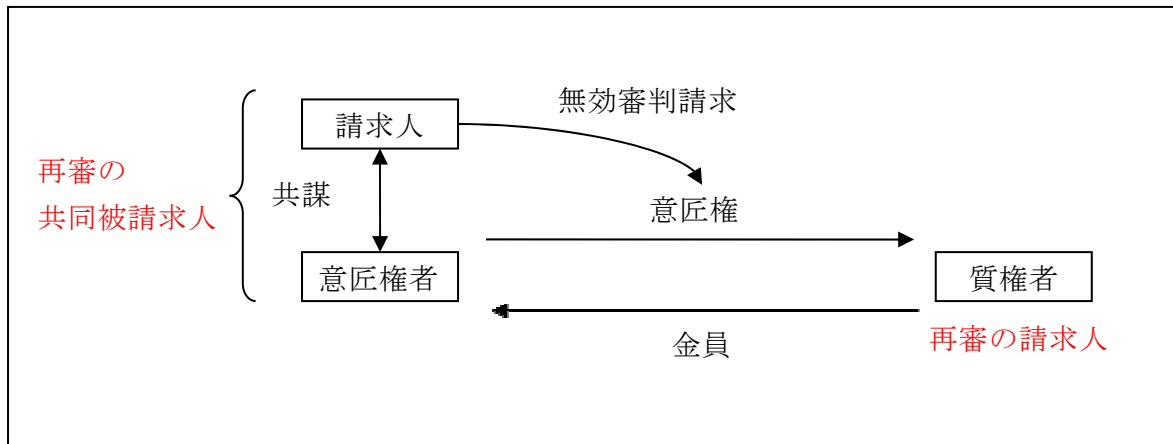 無効審判請求
請求人
再審の
共同被請求人
共謀
意匠権
意匠権者
質権者
金員
再審の請求人